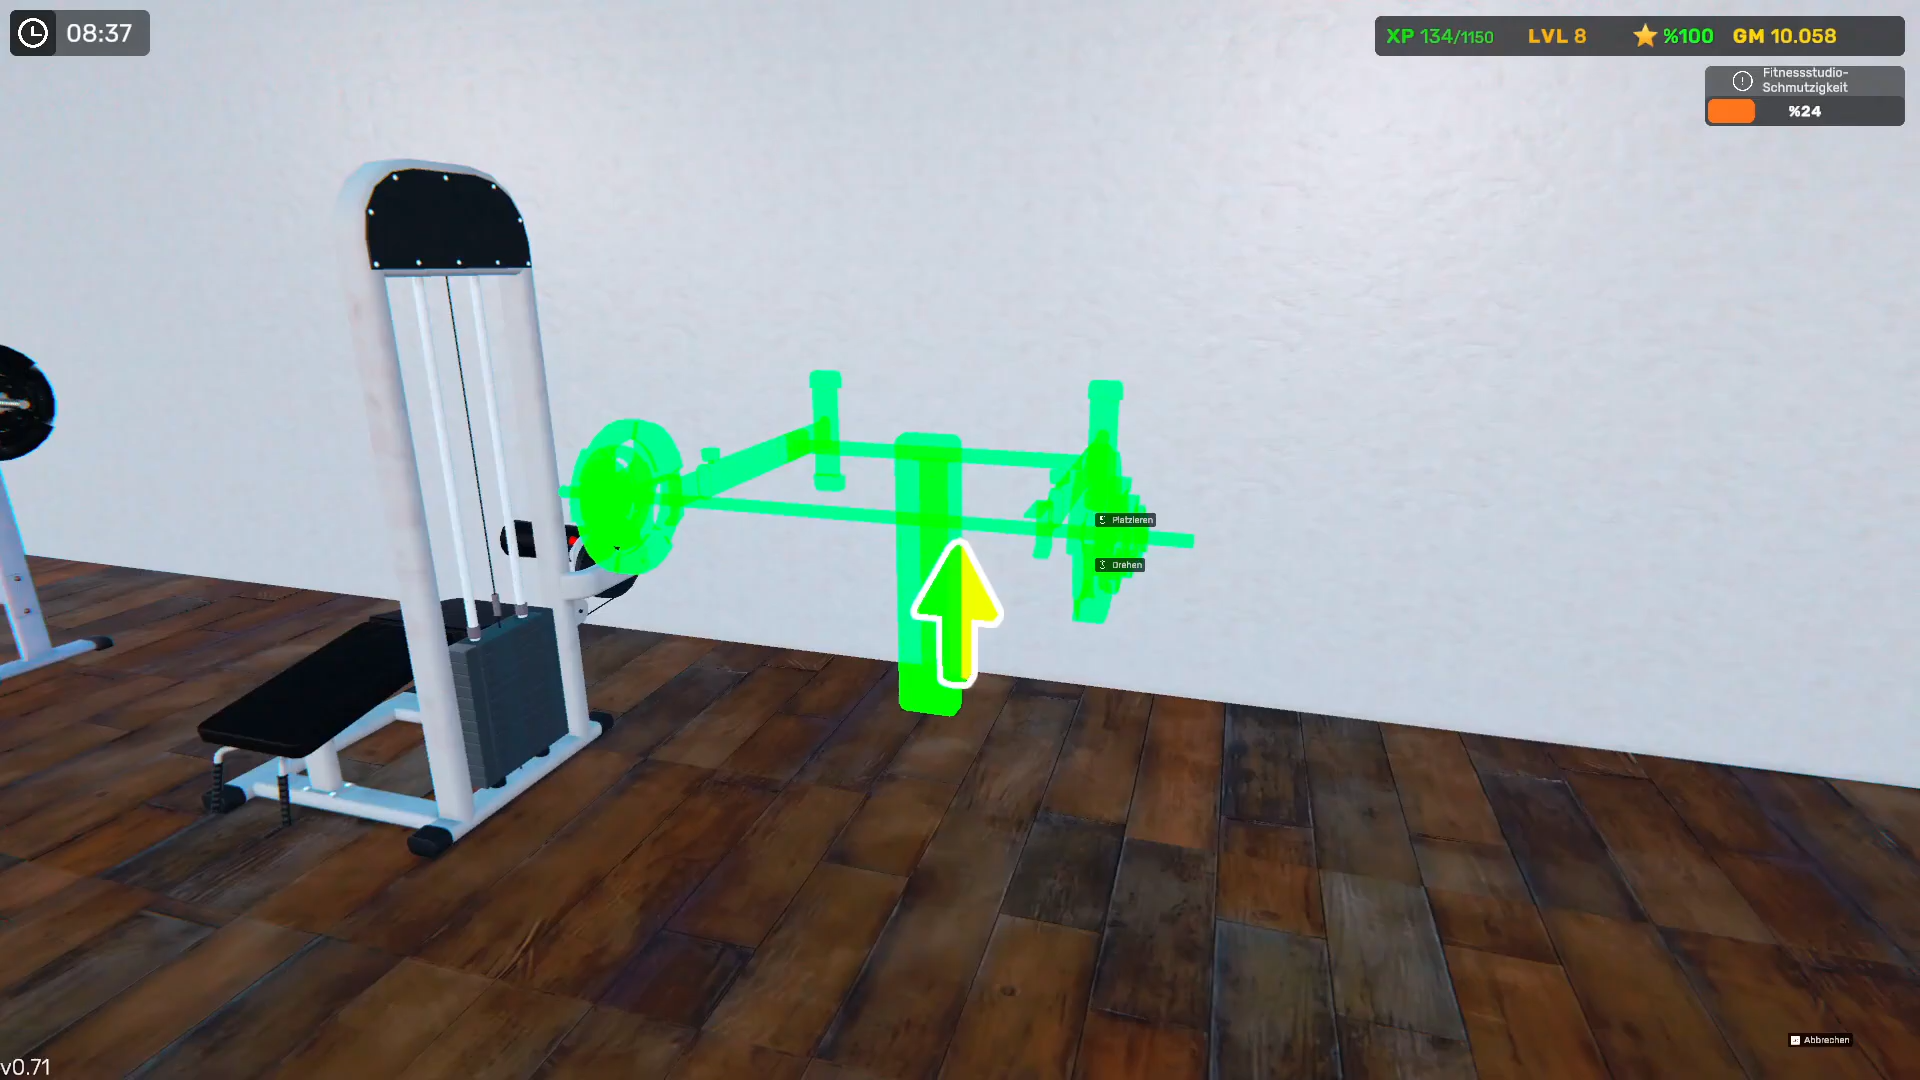 08:37
XP 134/1150 LVL 8 %100 GM 10.058
Fitnessstudio-
Schmutzigkeit
%24
Platzieren
Drehen
Abbrechen
v0.71